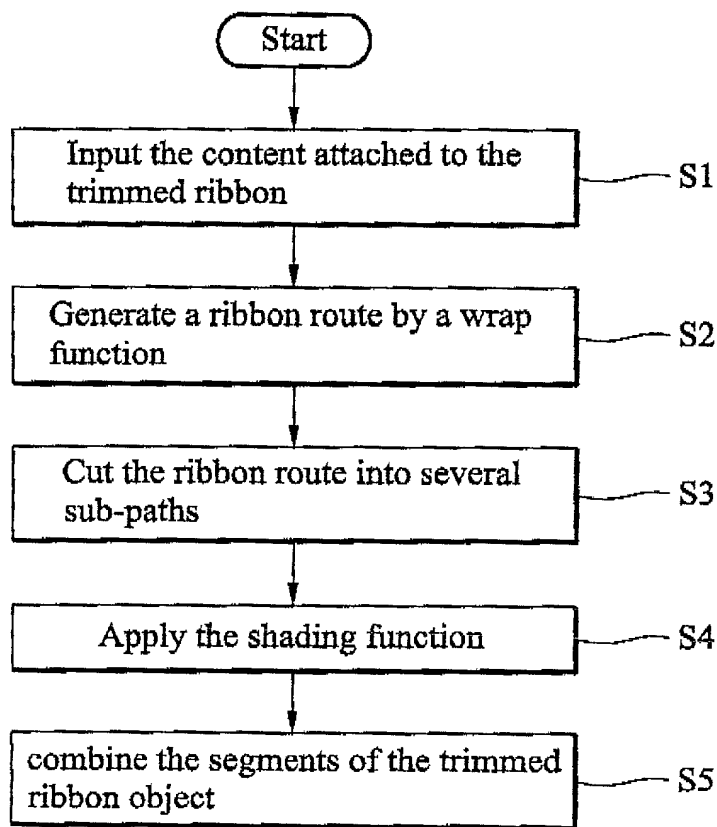 Start
Input the content attached to the
trimmed ribbon
S1
Generate a ribbon route by a wrap
function
S2
Cut the ribbon route into several
sub-paths
S3
Apply the shading function
S4
combine the segments of the trimmed
ribbon object
S5